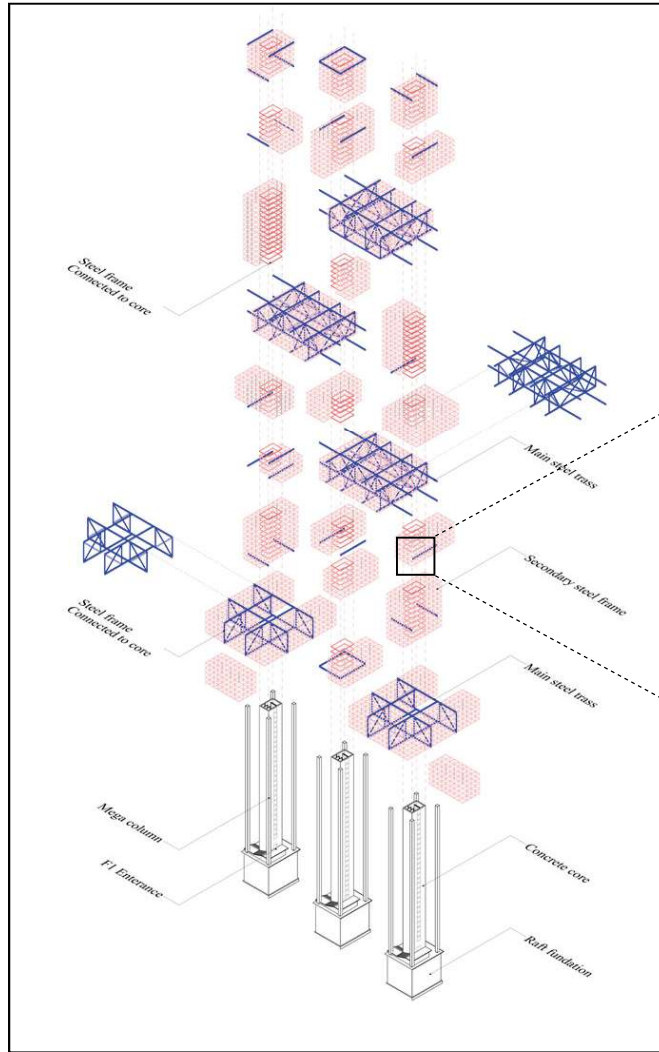 Steel frame
Connected to core
Main steel trass
Secondary steel frame
Steel frame
Connected to core
Main steel trass
Mega column
F1 Enterance
Concrete core
Raft fundation